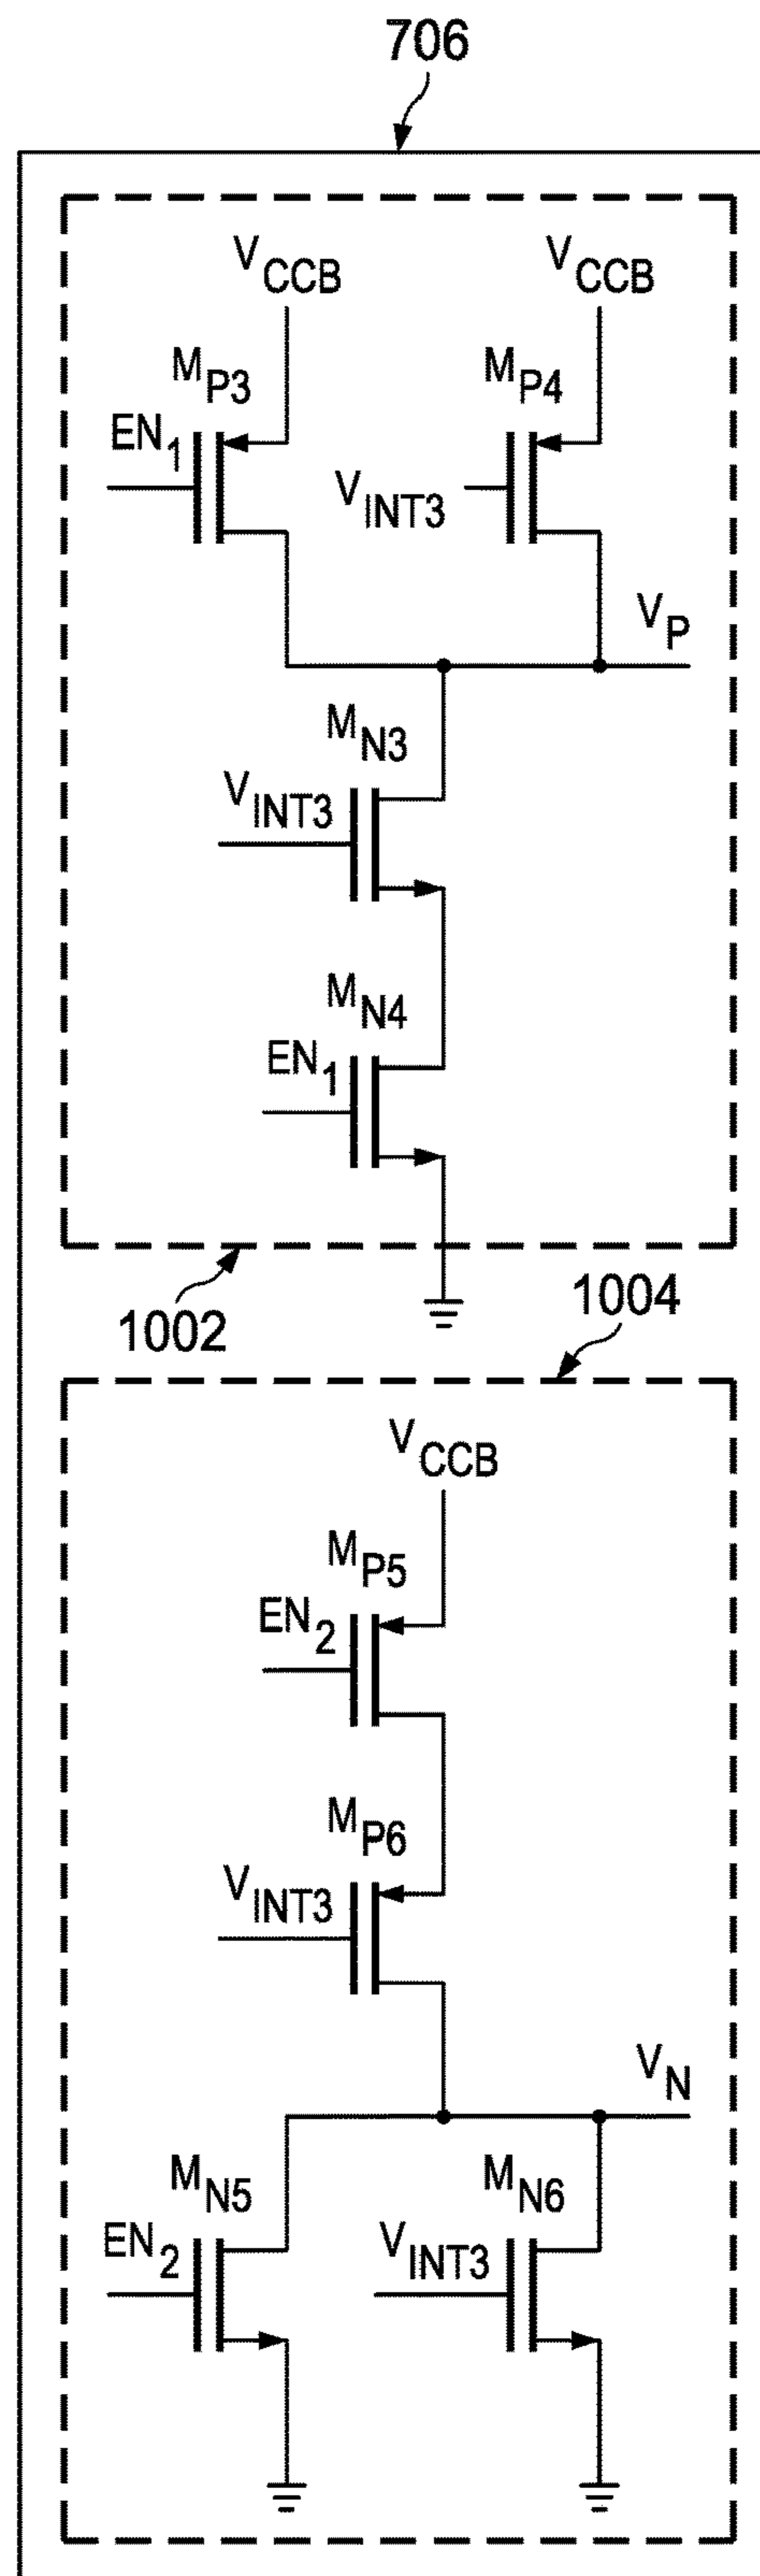 706
VCCB VCCB
MP3 MP4
EN1 VINT3
VP
MN3
VINT3
MN4
EN1
1002 1004
VCCB
MP5
EN2
MP6
VINT3
VN
MN5 MN6
EN2 VINT3